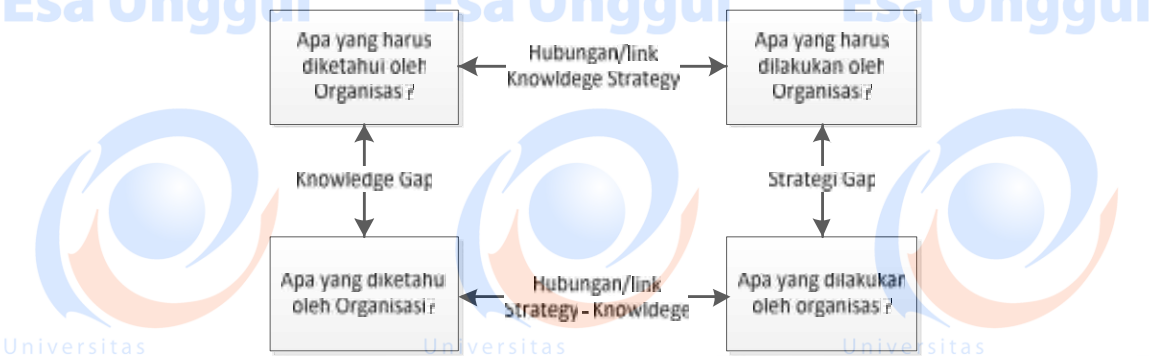 Esa Unggul Esa Unggul Esa Unggul
Apa yang harus
diketahui oleh
Organisasi?
Hubungan/link
Knowldege Strategy
Apa yang harus
dilakukan oleh
Organisasi?
Knowledge Gap
Strategi Gap
Apa yang diketahui
oleh Organisasi?
Hubungan/link
Strategy - Knowldege
Apa yang dilakukan
oleh organisasi?
Universitas Universitas Universitas